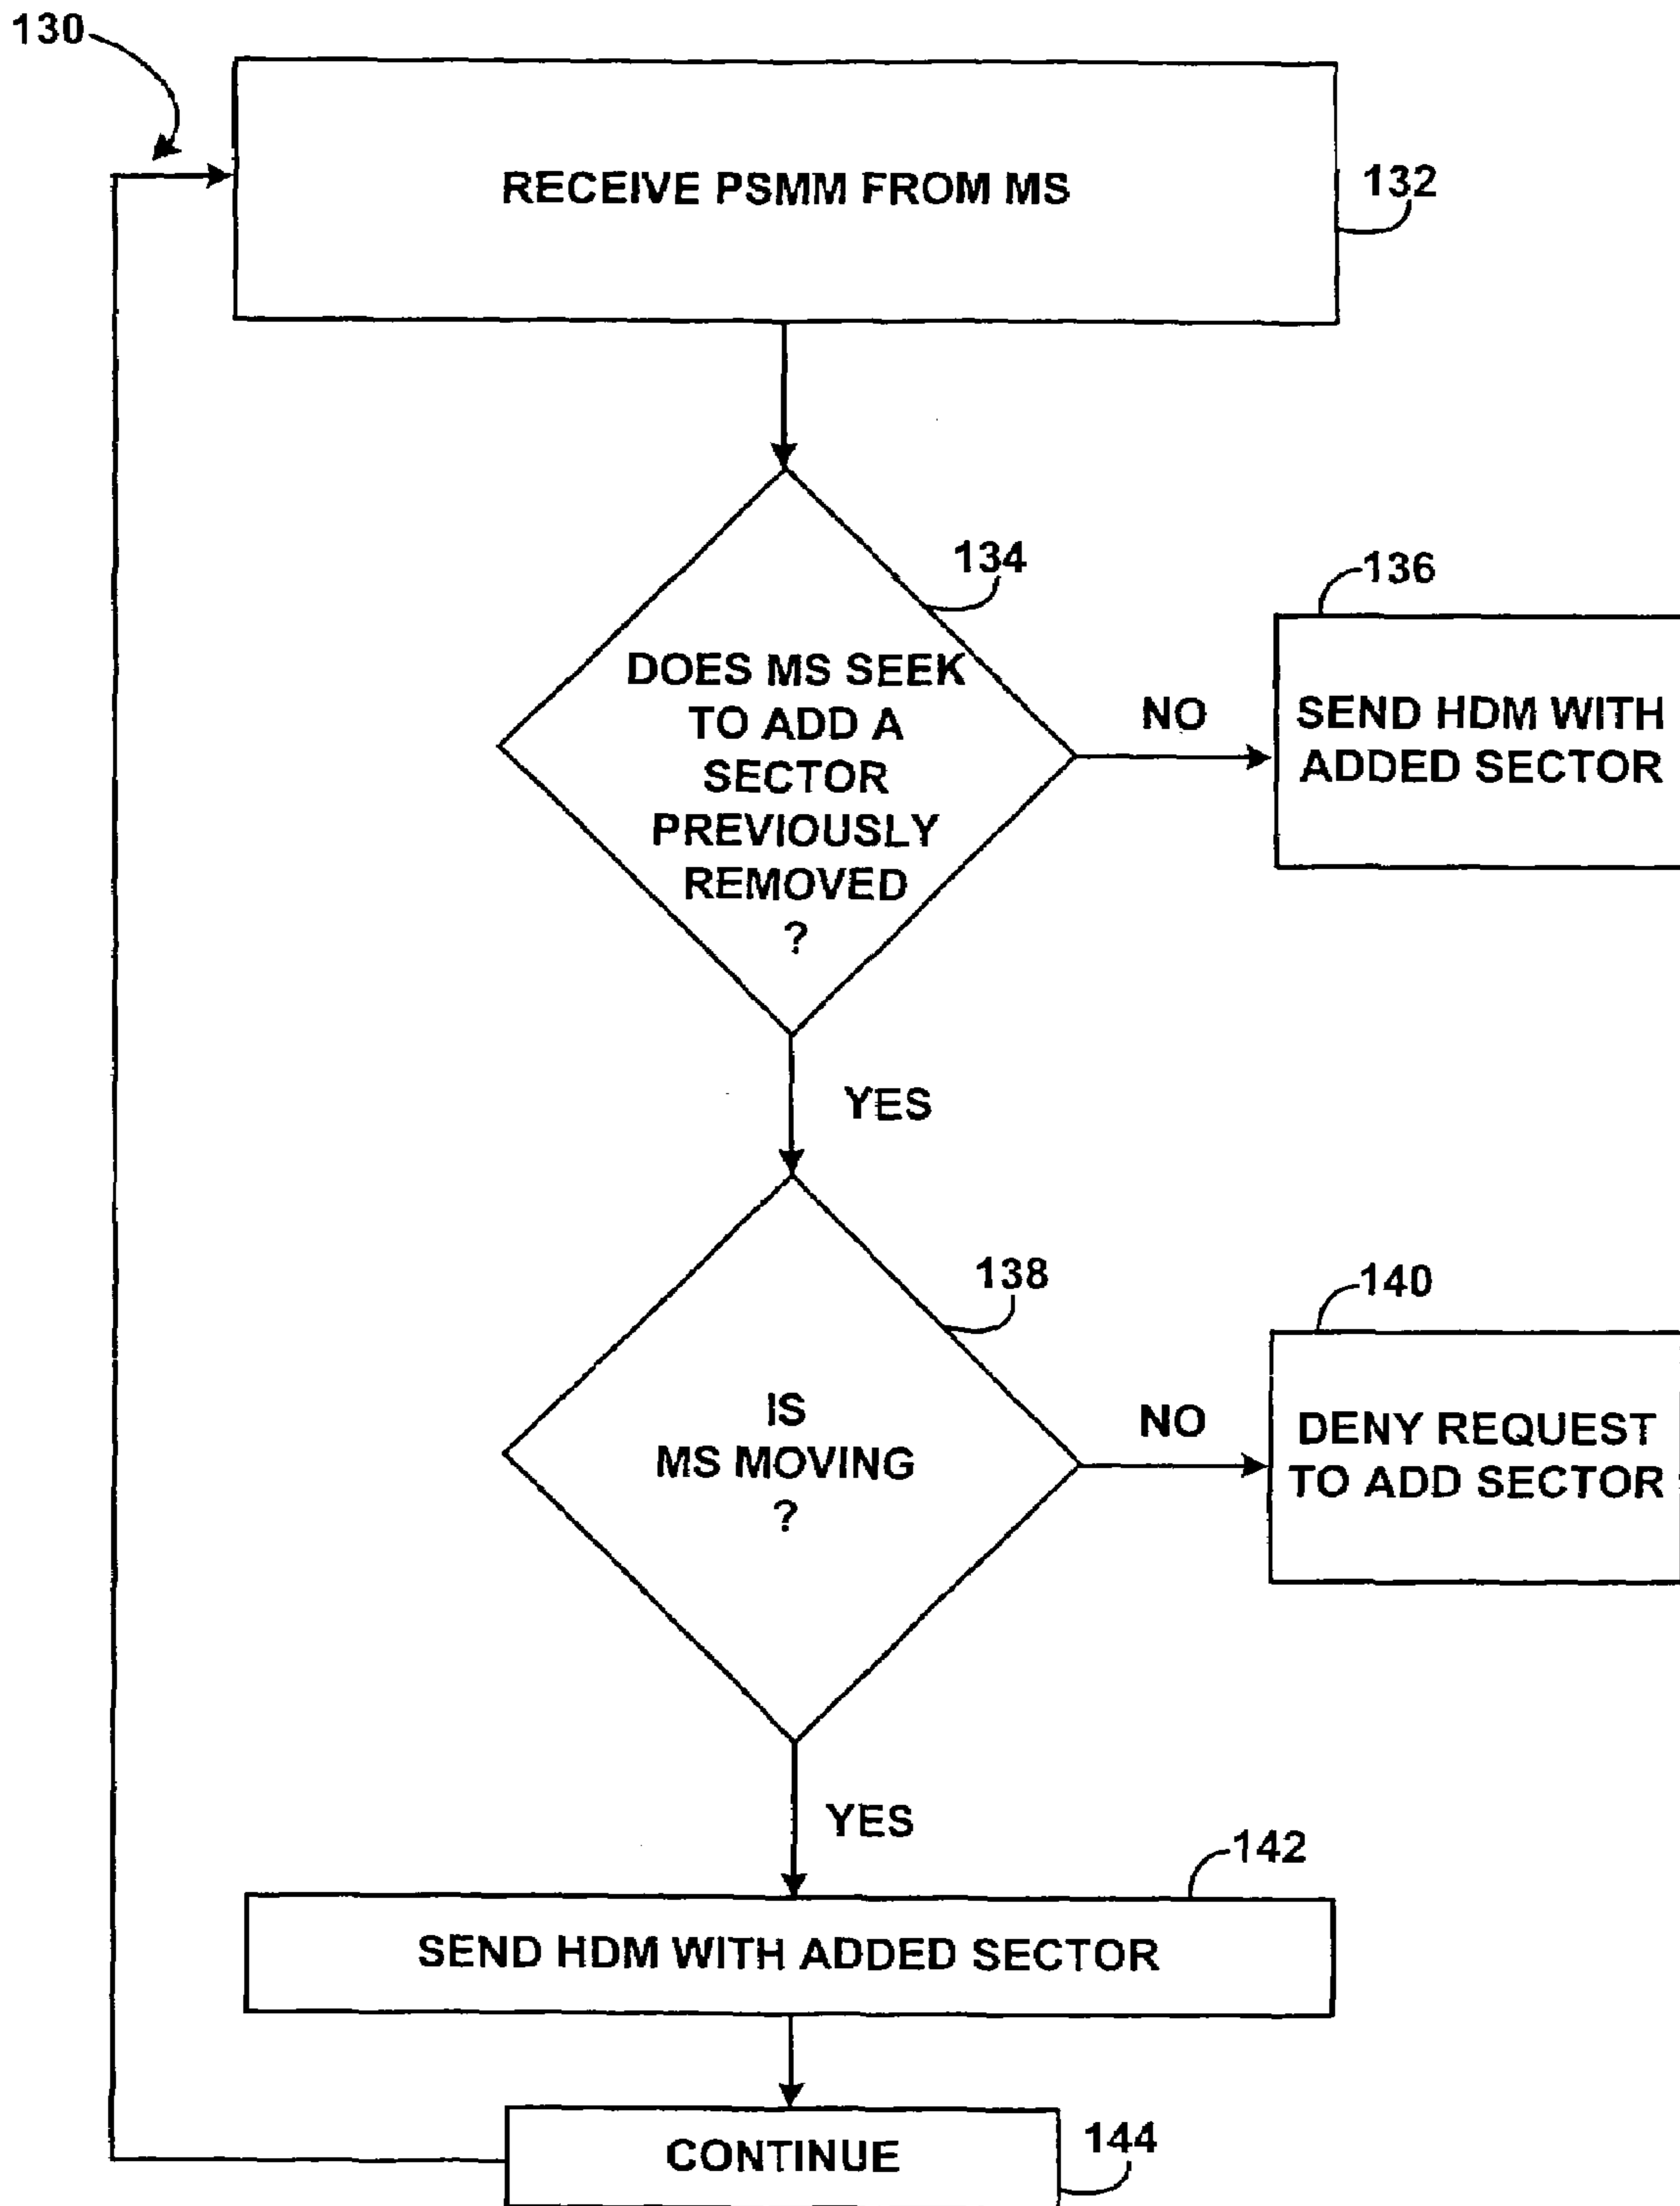 130
RECEIVE PSMM FROM MS
132
134
DOES MS SEEK
TO ADD A
SECTOR
PREVIOUSLY
REMOVED
?
NO
136
SEND HDM WITH
ADDED SECTOR
YES
138
IS
MS MOVING
?
NO
140
DENY REQUEST
TO ADD SECTOR
YES
142
SEND HDM WITH ADDED SECTOR
CONTINUE
144